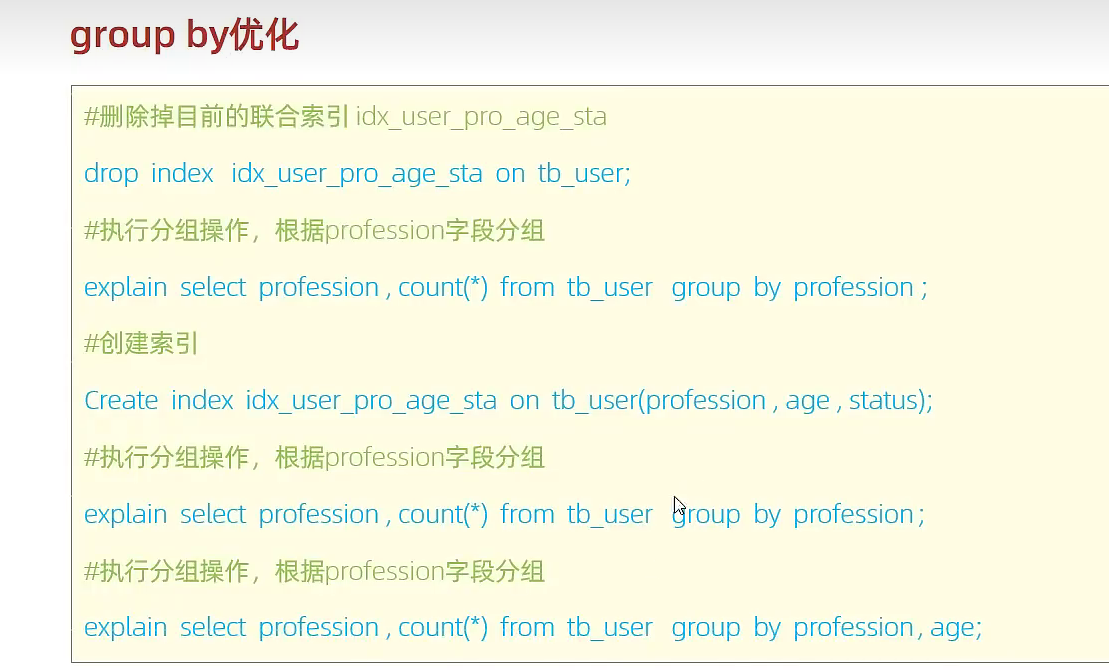 group by优化
#删除掉目前的联合索引 idx_user_pro_age_sta
drop index idx_user_pro_age_sta on tb_user;
#执行分组操作，根据profession字段分组
explain select profession , count(*) from tb_user group by profession ;
#创建索引
Create index idx_user_pro_age_sta on tb_user(profession , age , status);
#执行分组操作，根据profession字段分组
explain select profession , count(*) from tb_user group by profession ;
#执行分组操作，根据profession字段分组
explain select profession , count(*) from tb_user group by profession , age;